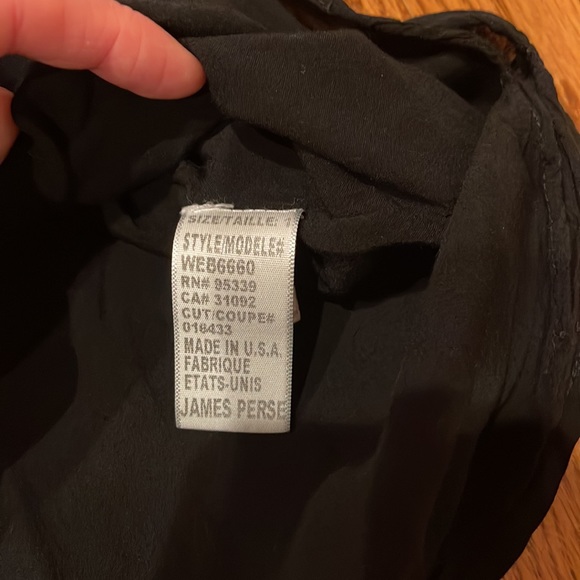 SIZE/TAILLE: 1
STYLE/MODELE#
WEB6660
RN# 95339
CA# 31092
CUT/COUPE#
016433
MADE IN U.S.A.
FABRIQUE
ETATS-UNIS
JAMES PERSE